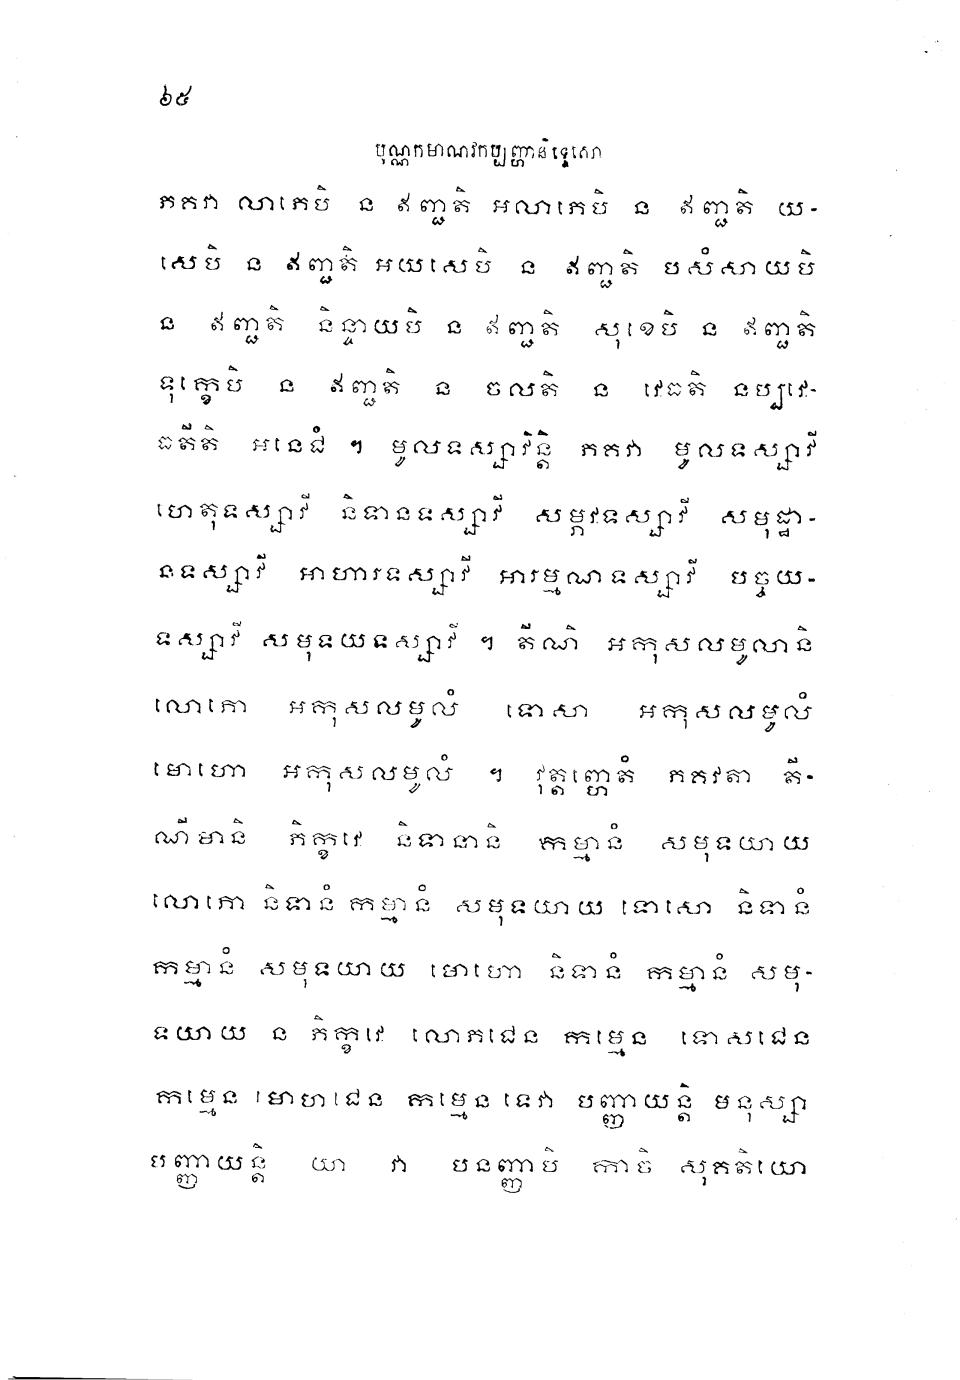 ៦៥
បុណ្ណកមាណវកប្បញ្ហានិទ្ទេសោ
ភគវា លាភេបិ ន ឥញ្ជតិ អលាភេបិ ន ឥញ្ជតិ យ-
សេបិ ន ឥញ្ជតិ អយសេបិ ន ឥញ្ជតិ បសំសាយបិ
ន ឥញ្ជតិ និន្ទាយបិ ន ឥញ្ជតិ សុខេបិ ន ឥញ្ជតិ
ទុក្ខេបិ ន ឥញ្ជតិ ន ចលតិ ន វេធតិ នប្បវេ-
ធតីតិ អនេជំ ។ មូលទស្សាវិន្តិ ភគវា មូលទស្សាវី
ហេតុទស្សាវី និទានទស្សាវី សម្ភវទស្សាវី សមុដ្ឋា-
នទស្សាវី អាហារទស្សាវី អារម្មណទស្សាវី បច្ចយ-
ទស្សាវី សមុទយទស្សាវី ។ តីណិ អកុសលមូលានិ
លោភោ អកុសលមូលំ ទោសោ អកុសលមូលំ
មោហោ អកុសលមូលំ ។ វុត្តញ្ហេតំ ភគវតា តី-
ណីមានិ ភិក្ខវេ និទានានិ កម្មានំ សមុទយាយ
លោភោ និទានំ កម្មានំ សមុទយាយ ទោសោ និទានំ
កម្មានំ សមុទយាយ មោហោ និទានំ កម្មានំ សមុ-
ទយាយ ន ភិក្ខវេ លោភជេន កម្មេន ទោសជេន
កម្មេន មោហជេន កម្មេន ទេវា បញ្ញាយន្តិ មនុស្សា
បញ្ញាយន្តិ យា វា បនញ្ញាបិ កាចិ សុគតិយោ